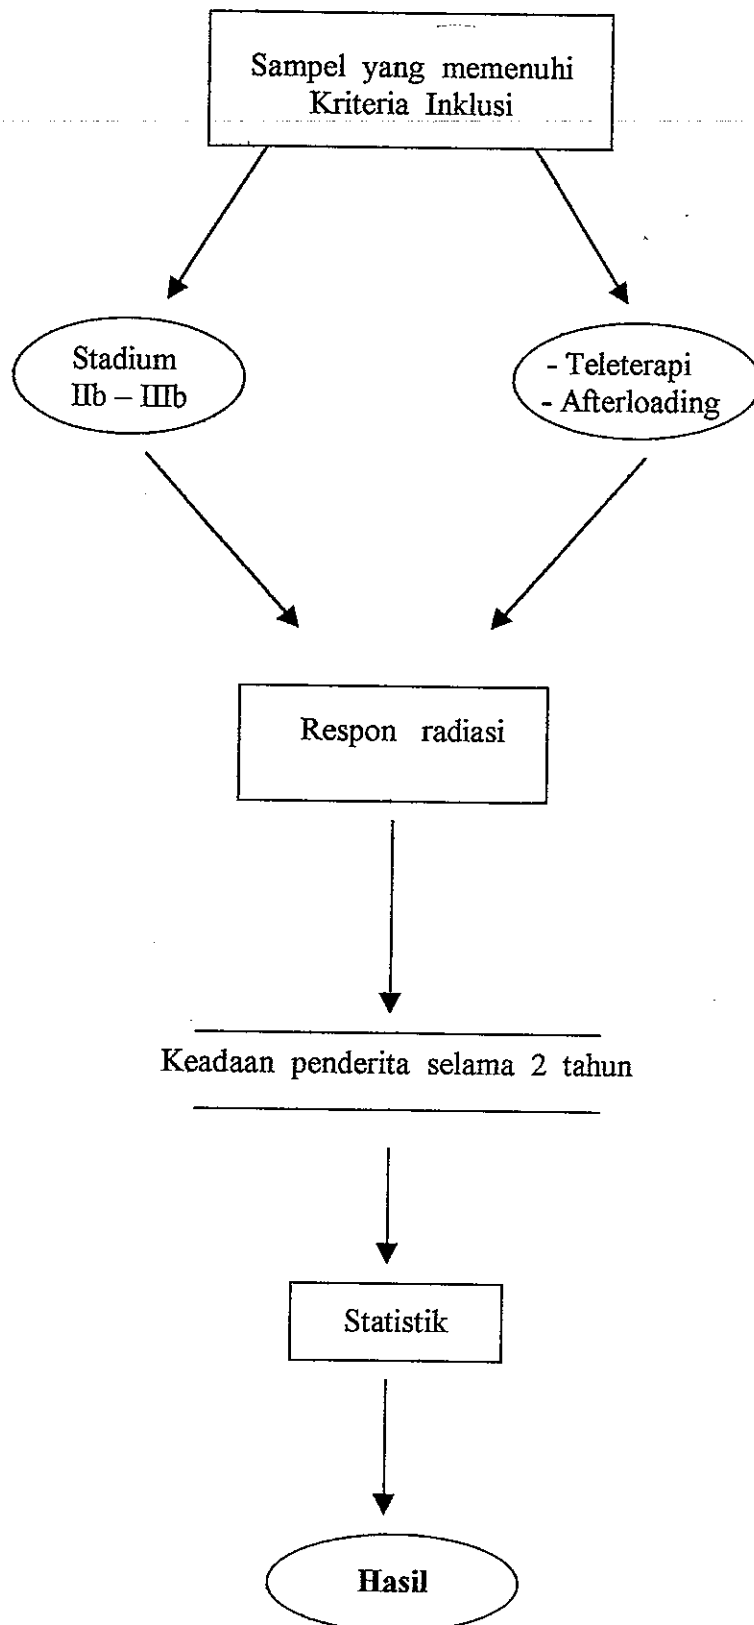 Sampel yang memenuhi
Kriteria Inklusi
Stadium
IIb – IIIb
- Teleterapi
- Afterloading
Respon radiasi
Keadaan penderita selama 2 tahun
Statistik
Hasil